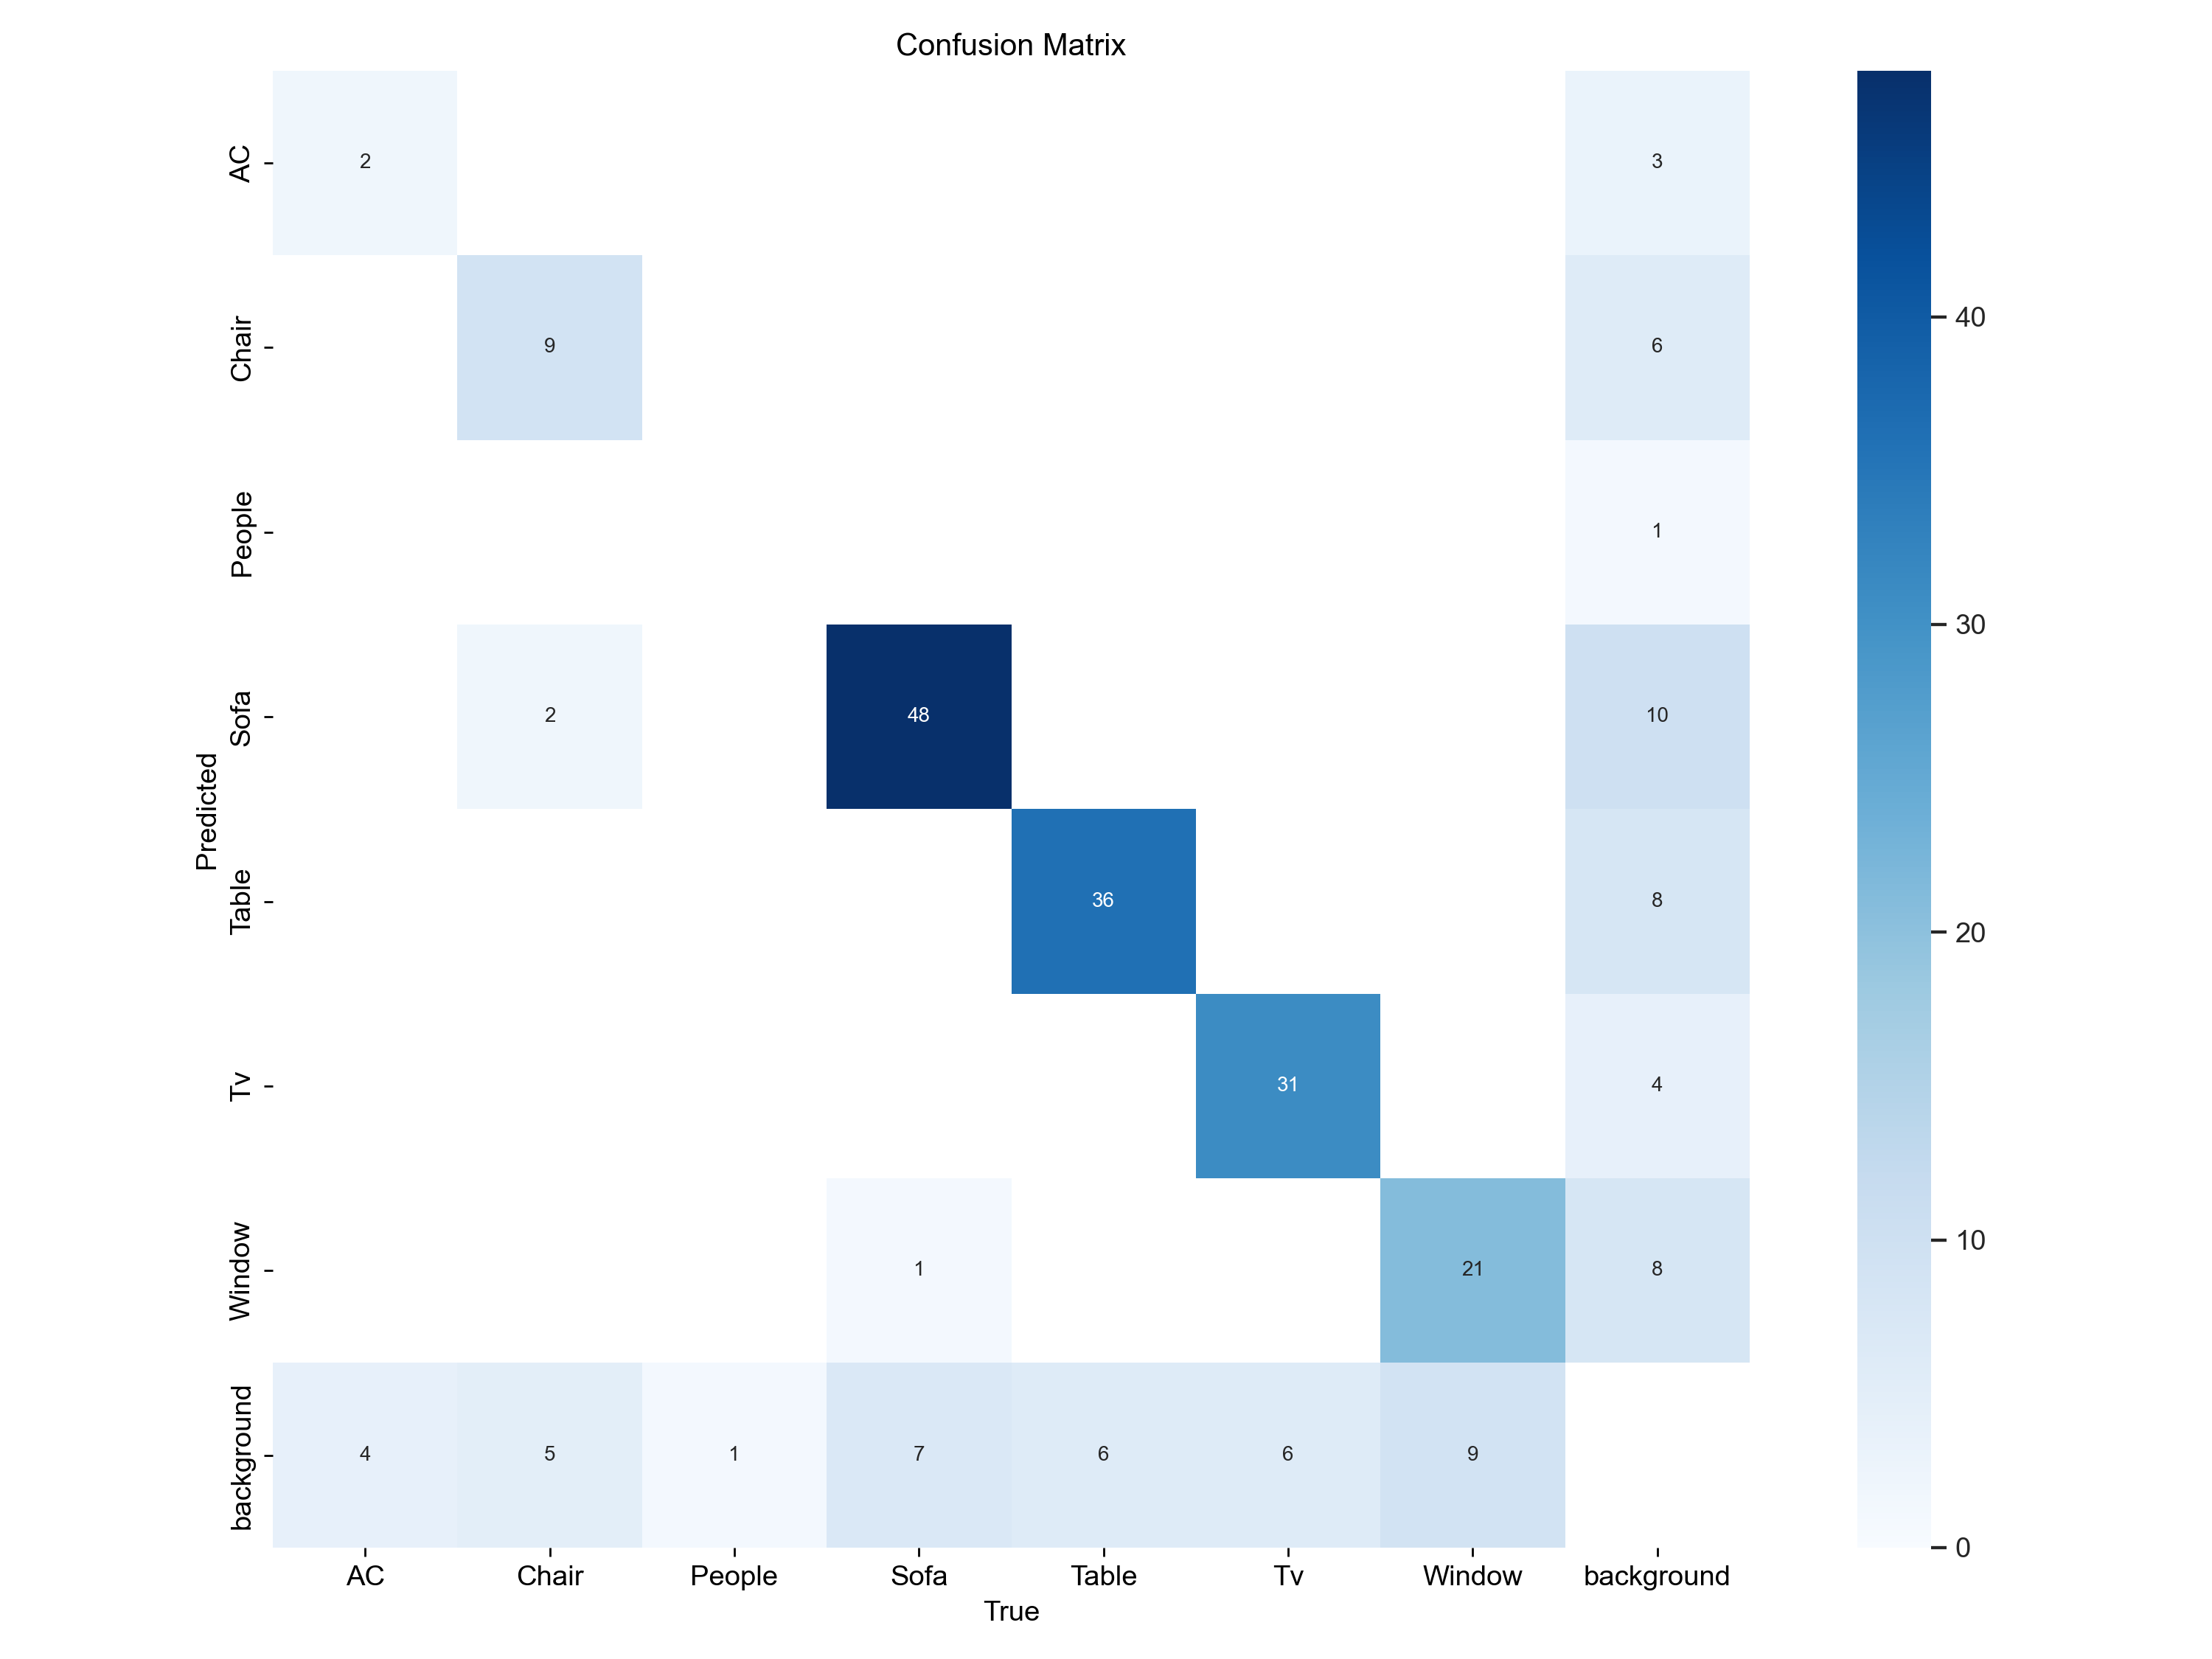 Confusion Matrix
AC
2
3
Chair
9
6
People
1
Sofa
2
48
10
Table
36
8
Tv
31
4
Window
1
21
8
background
4
5
1
7
6
6
9
Predicted
AC
Chair
People
Sofa
Table
Tv
Window
background
True
40
30
20
10
0